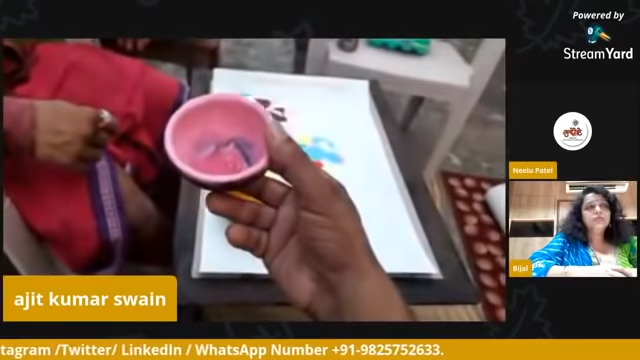 Powered by
StreamYard
Neelu Patel
Bijal
ajit kumar swain
tagram /Twitter/ LinkedIn / WhatsApp Number +91-9825752633.